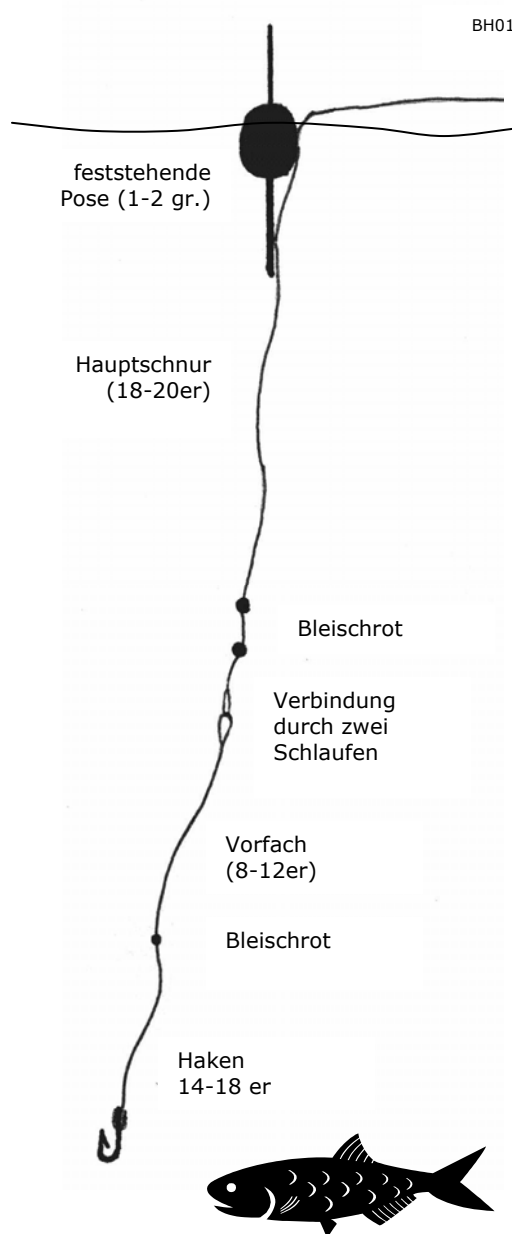 BH01
feststehende
Pose (1-2 gr.)
Hauptschnur
(18-20er)
Bleischrot
Verbindung
durch zwei
Schlaufen
Vorfach
(8-12er)
Bleischrot
Haken
14-18 er